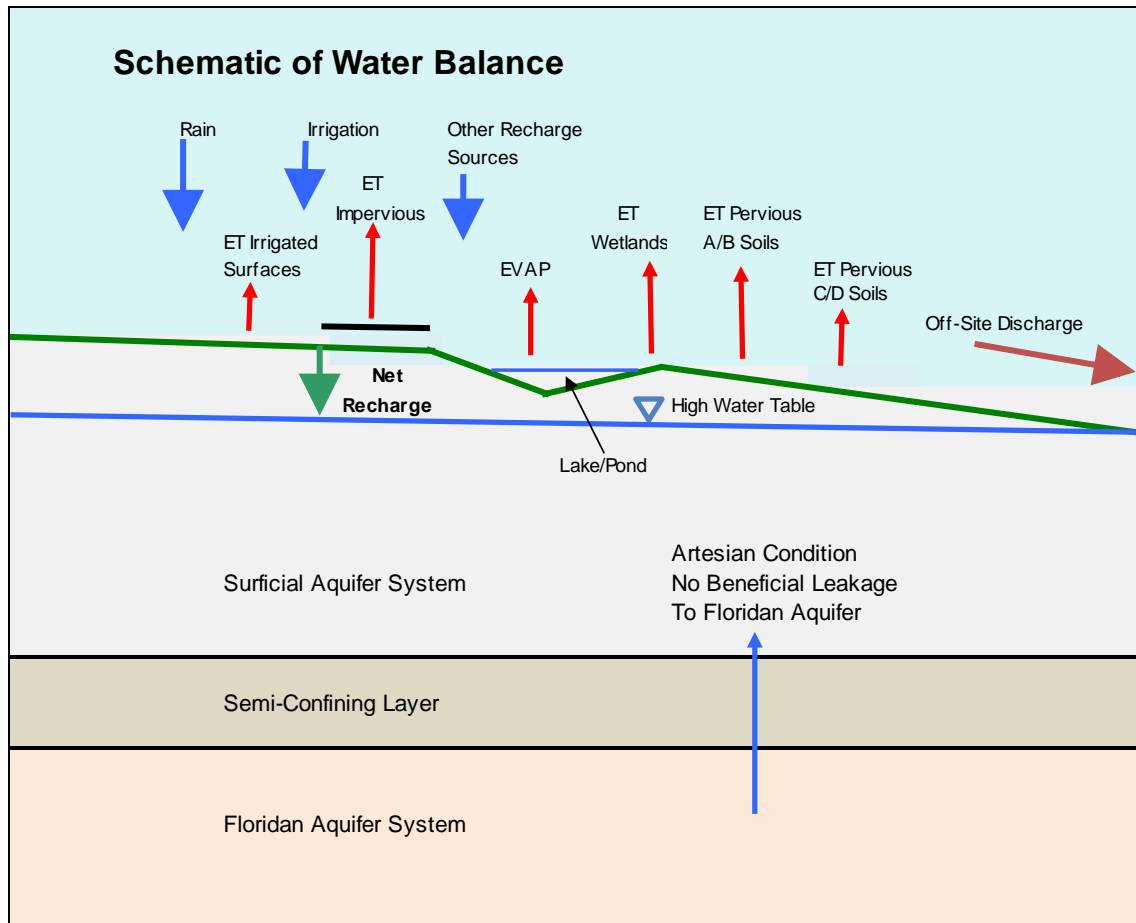 Schematic of Water Balance
Rain
Irrigation
Other Recharge
Sources
ET
Impervious
ET Irrigated
Surfaces
EVAP
ET
Wetlands
ET Pervious
A/B Soils
ET Pervious
C/D Soils
Off-Site Discharge
Net
Recharge
High Water Table
Lake/Pond
Surficial Aquifer System
Artesian Condition
No Beneficial Leakage
To Floridan Aquifer
Semi-Confining Layer
Floridan Aquifer System